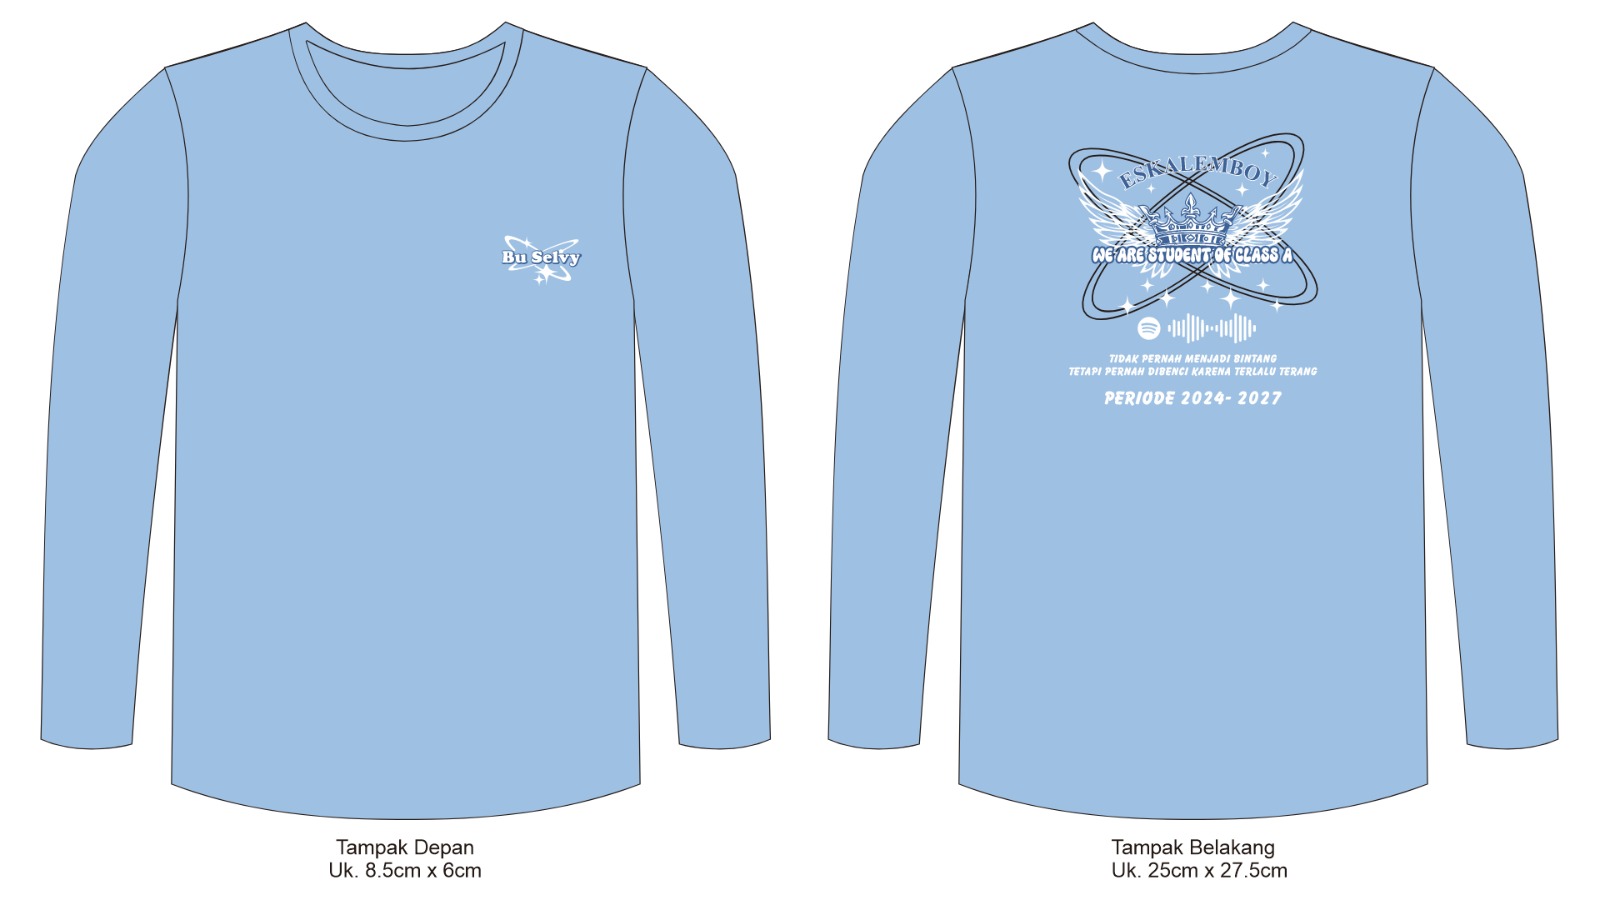 Bu Selvy
ESKALEMBOY
WE ARE STUDENT OF CLASS A
TIDAK PERNAH MENJADI BINTANG
TETAPI PERNAH DIBENCI KARENA TERLALU TERANG
PERIODE 2024- 2027
Tampak Depan
Uk. 8.5cm x 6cm
Tampak Belakang
Uk. 25cm x 27.5cm